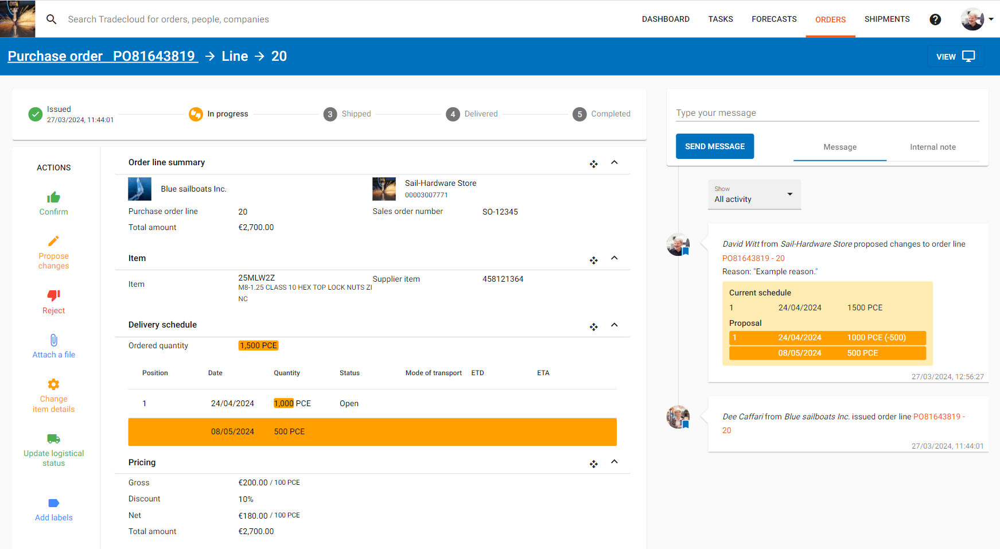 Search Tradecloud for orders, people, companies
DASHBOARD
TASKS
FORECASTS
ORDERS
SHIPMENTS
?
Purchase order PO81643819 → Line → 20
VIEW
Issued
27/03/2024, 11:44:01
In progress
3 Shipped
4 Delivered
5 Completed
ACTIONS
Confirm
Propose
changes
Reject
Attach a file
Change
item details
Update logistical
status
Add labels
Order line summary
Blue sailboats Inc.
Sail-Hardware Store
00003007771
Purchase order line 20
Sales order number SO-12345
Total amount €2,700.00
Item
Item
25MLW2Z
M8-1.25 CLASS 10 HEX TOP LOCK NUTS ZI
NC
Supplier item 458121364
Delivery schedule
Ordered quantity 1,500 PCE
Position Date Quantity Status Mode of transport ETD ETA
1 24/04/2024 1,000 PCE Open
08/05/2024 500 PCE
Pricing
Gross €200.00 / 100 PCE
Discount 10%
Net €180.00 / 100 PCE
Total amount €2,700.00
Type your message
SEND MESSAGE
Message
Internal note
Show
All activity
David Witt from Sail-Hardware Store proposed changes to order line
PO81643819 - 20
Reason: "Example reason."
Current schedule
1 24/04/2024 1500 PCE
Proposal
1 24/04/2024 1000 PCE (-500)
08/05/2024 500 PCE
27/03/2024, 12:56:27
Dee Caffari from Blue sailboats Inc. issued order line PO81643819 -
20
27/03/2024, 11:44:01